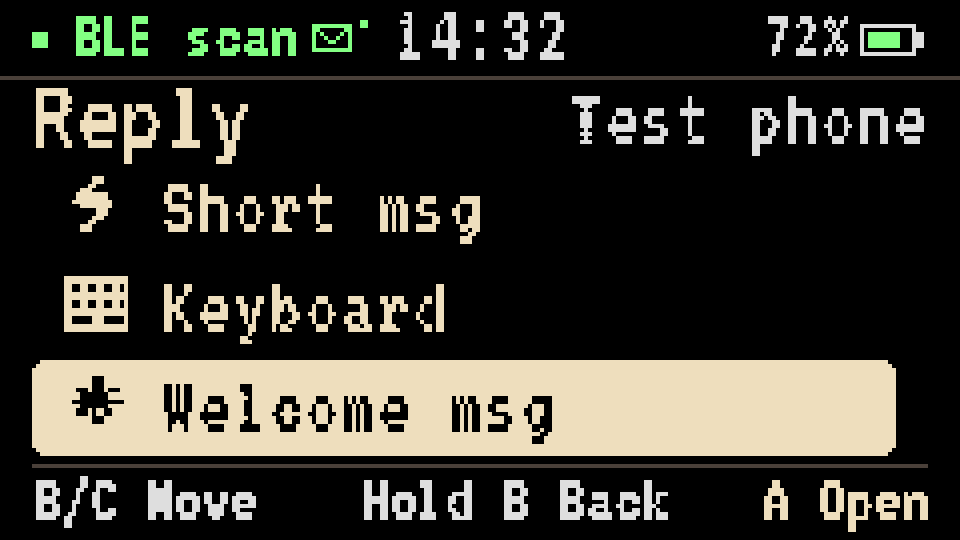 BLE scan 14:32 72%
Reply Test phone
Short msg
Keyboard
Welcome msg
B/C Move Hold B Back A Open